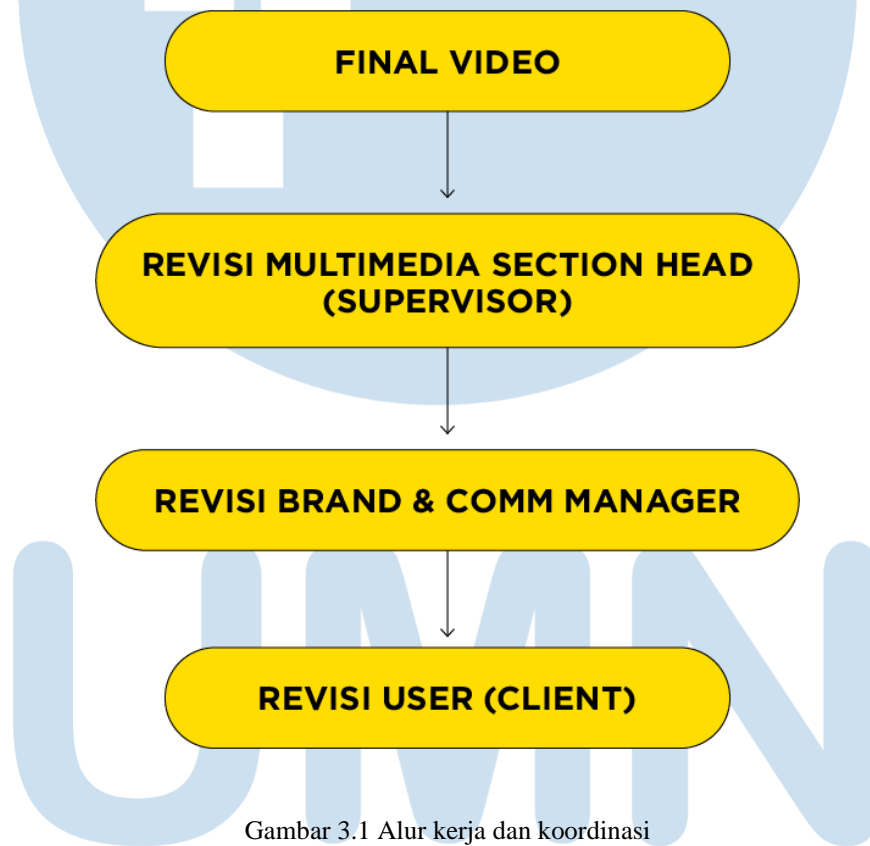 FINAL VIDEO
REVISI MULTIMEDIA SECTION HEAD
(SUPERVISOR)
REVISI BRAND & COMM MANAGER
REVISI USER (CLIENT)
UMN
Gambar 3.1 Alur kerja dan koordinasi